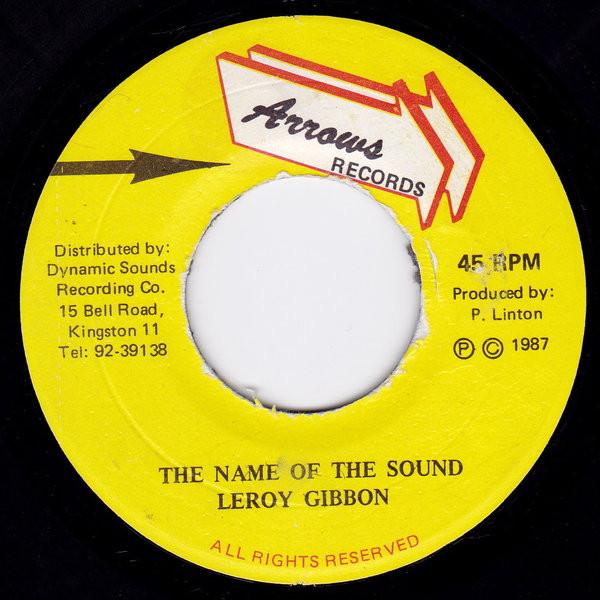 Arrows
RECORDS
Distributed by:
Dynamic Sounds
Recording Co.
15 Bell Road,
Kingston 11
Tel: 92-39138
45 RPM
Produced by:
P. Linton
Ⓟ © 1987
THE NAME OF THE SOUND
LEROY GIBBON
ALL RIGHTS RESERVED